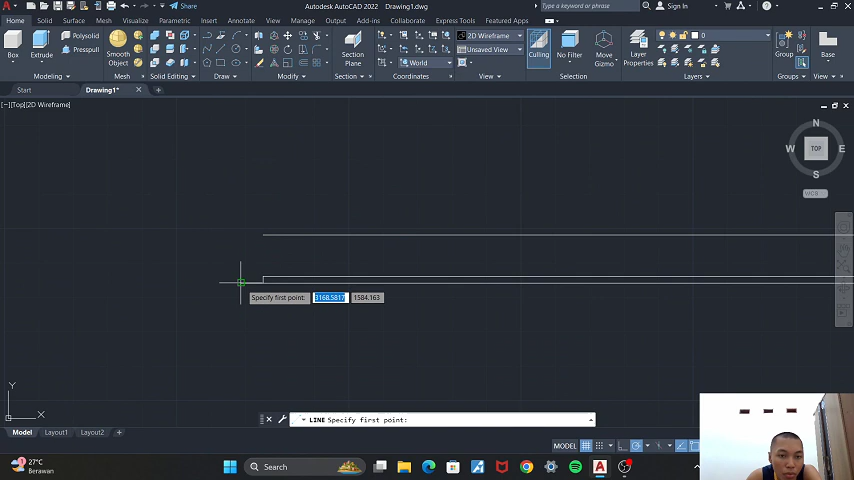 Share
Autodesk AutoCAD 2022   Drawing1.dwg
Type a keyword or phrase
Sign In
Home Solid Surface Mesh Visualize Parametric Insert Annotate View Manage Output Add-ins Collaborate Express Tools Featured Apps
Box
Extrude
Polysolid
Presspull
Smooth Object
Section Plane
2D Wireframe
Unsaved View
World
Culling
No Filter
Move Gizmo
Layer Properties
0
Group
Base
Modeling
Mesh
Solid Editing
Draw
Modify
Section
Coordinates
View
Selection
Layers
Groups
View
Start
Drawing1*
[−][Top][2D Wireframe]
N
W TOP E
S
WCS
Specify first point: 3168.5817 1584.163
Y
X
LINE Specify first point:
Model Layout1 Layout2
MODEL
27°C
Berawan
Search